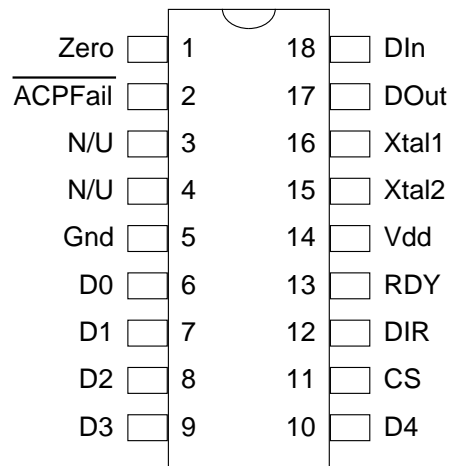 Zero 1 18 DIn
ACPFail 2 17 DOut
N/U 3 16 Xtal1
N/U 4 15 Xtal2
Gnd 5 14 Vdd
D0 6 13 RDY
D1 7 12 DIR
D2 8 11 CS
D3 9 10 D4